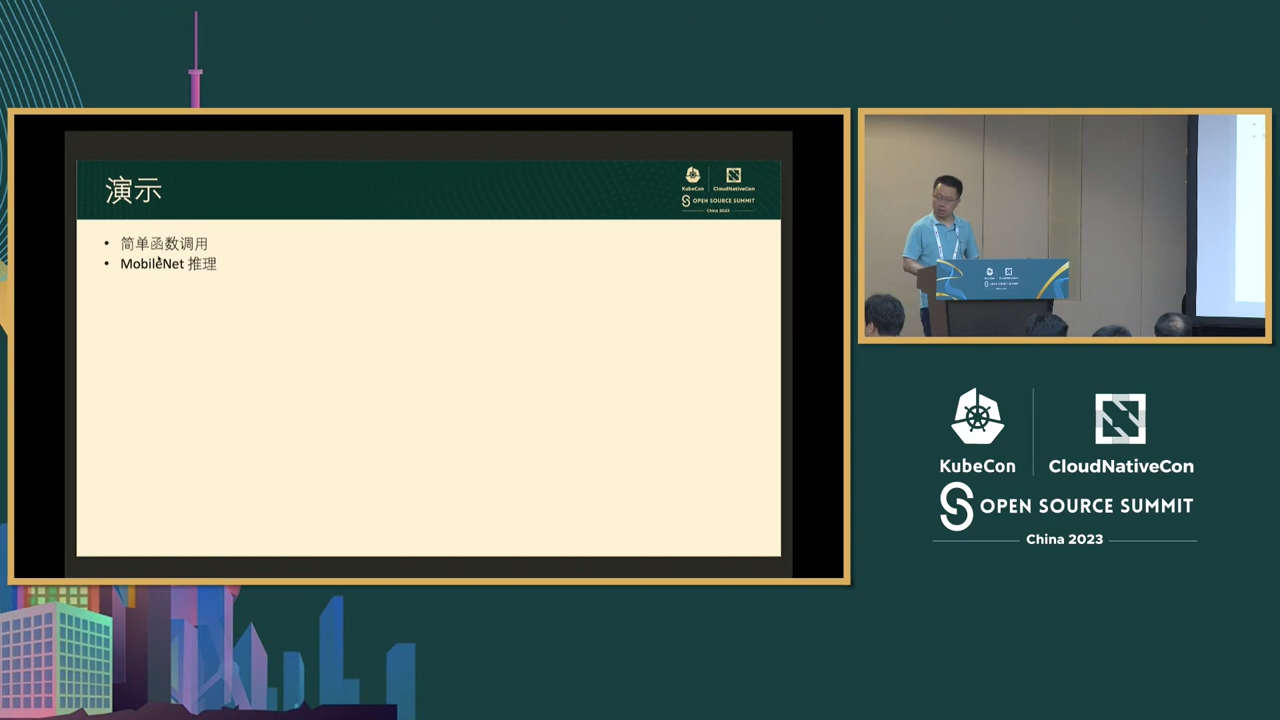 演示
KubeCon
CloudNativeCon
OPEN SOURCE SUMMIT
China 2023
• 简单函数调用
• MobileNet 推理
KubeCon
CloudNativeCon
OPEN SOURCE SUMMIT
China 2023